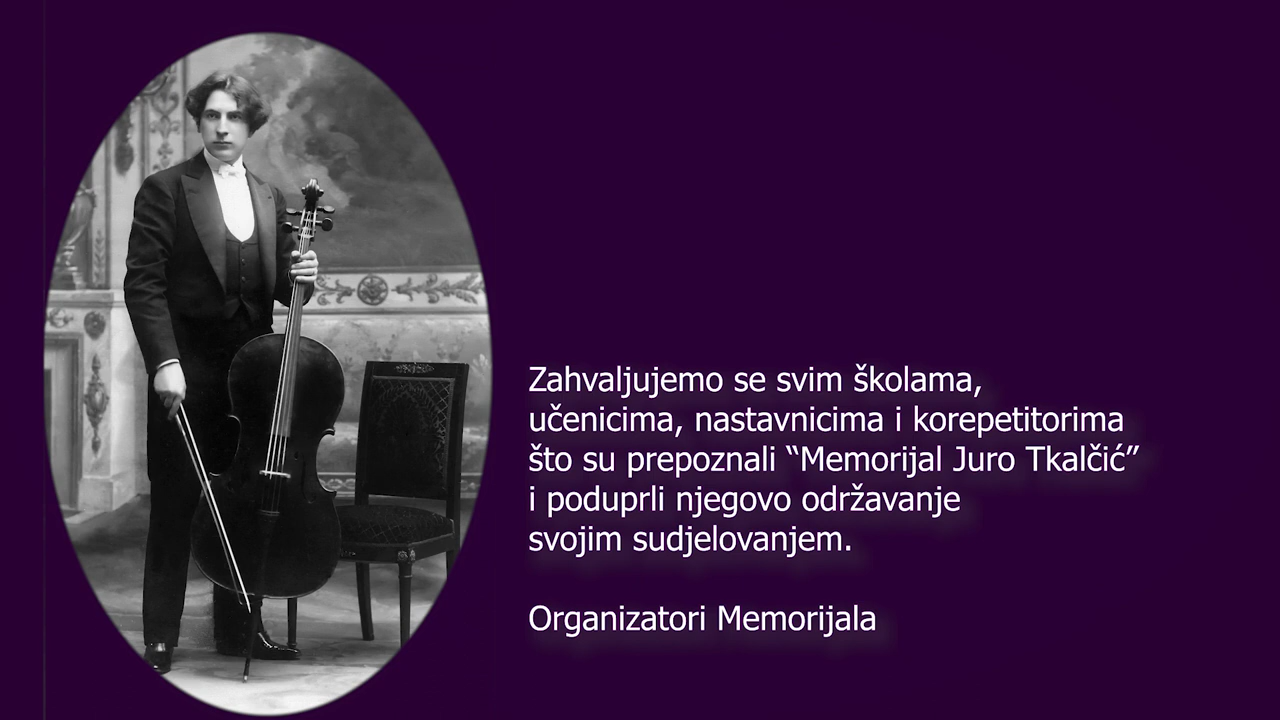 Zahvaljujemo se svim školama,
učenicima, nastavnicima i korepetitorima
što su prepoznali “Memorijal Juro Tkalčić”
i poduprli njegovo održavanje
svojim sudjelovanjem.
Organizatori Memorijala